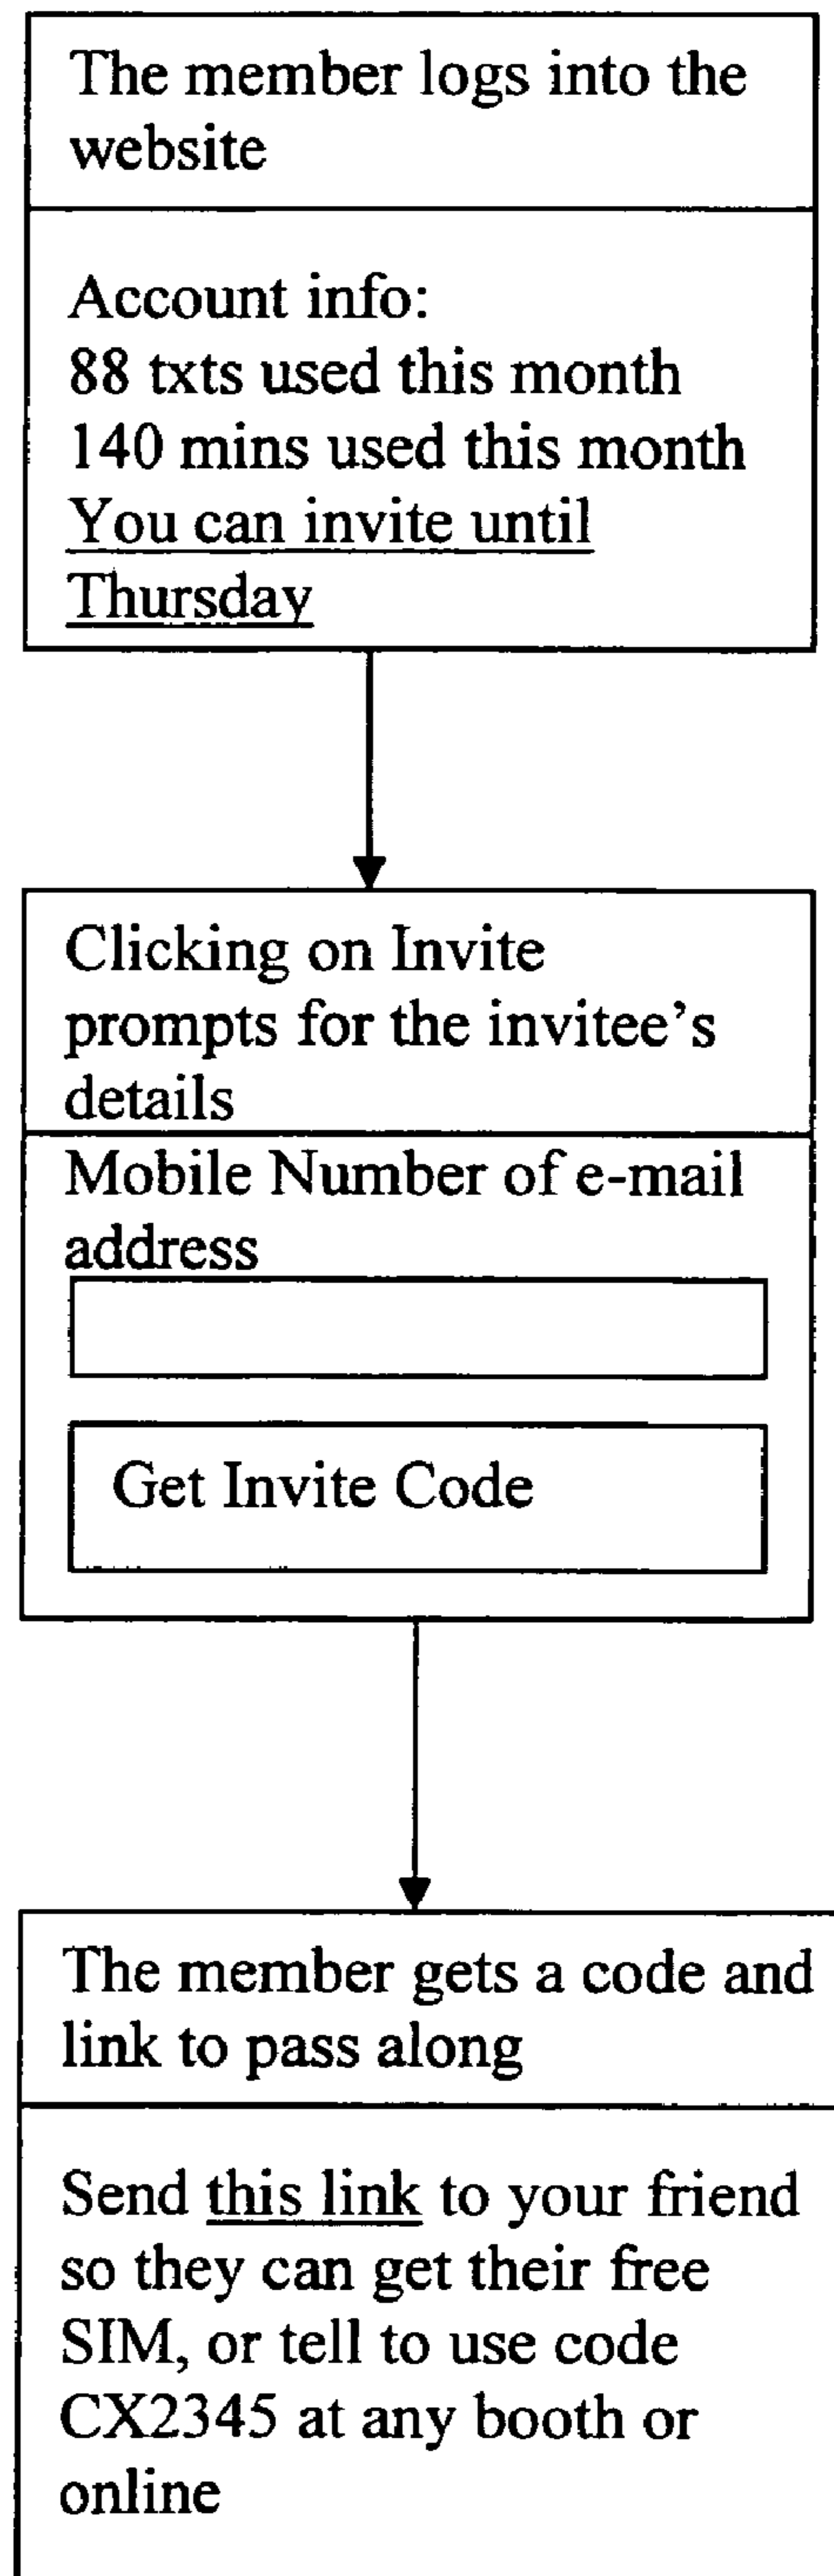 The member logs into the
website
Account info:
88 txts used this month
140 mins used this month
You can invite until
Thursday
Clicking on Invite
prompts for the invitee's
details
Mobile Number of e-mail
address
Get Invite Code
The member gets a code and
link to pass along
Send this link to your friend
so they can get their free
SIM, or tell to use code
CX2345 at any booth or
online